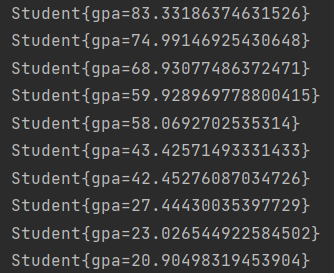 Student{gpa=83.33186374631526}
Student{gpa=74.99146925430648}
Student{gpa=68.93077486372471}
Student{gpa=59.928969778800415}
Student{gpa=58.0692702535314}
Student{gpa=43.42571493331433}
Student{gpa=42.45276087034726}
Student{gpa=27.44430035397729}
Student{gpa=23.026544922584502}
Student{gpa=20.90498319453904}